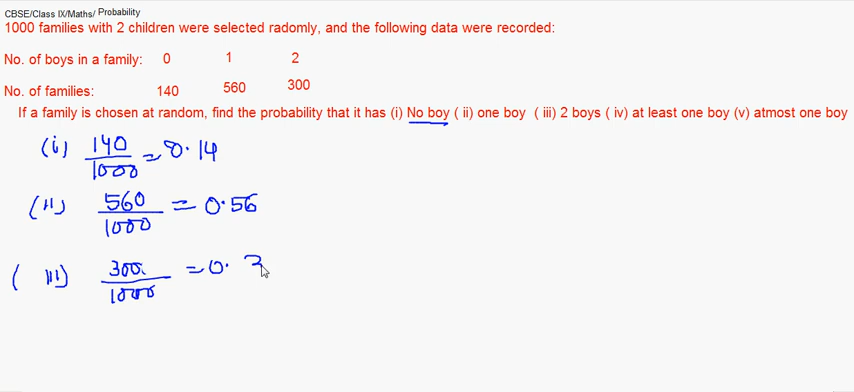 CBSE/Class IX/Maths/ Probability
1000 families with 2 children were selected radomly, and the following data were recorded:
No. of boys in a family: 0 1 2
No. of families: 140 560 300
If a family is chosen at random, find the probability that it has (i) No boy ( ii) one boy ( iii) 2 boys ( iv) at least one boy (v) atmost one boy
(i) 140/1000 = 0.14
(ii) 560/1000 = 0.56
( iii) 300/1000 = 0. 3